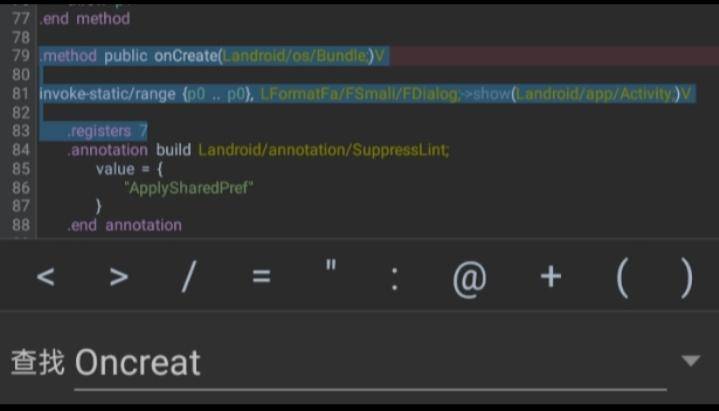 77 .end method
78
79 .method public onCreate(Landroid/os/Bundle;)V
80
81 invoke-static/range {p0 .. p0}, LFormatFa/FSmali/FDialog;->show(Landroid/app/Activity;)V
82
83 .registers 7
84 .annotation build Landroid/annotation/SuppressLint;
85 value = {
86 "ApplySharedPref"
87 }
88 .end annotation
< > / = " : @ + ( )
查找 Oncreat